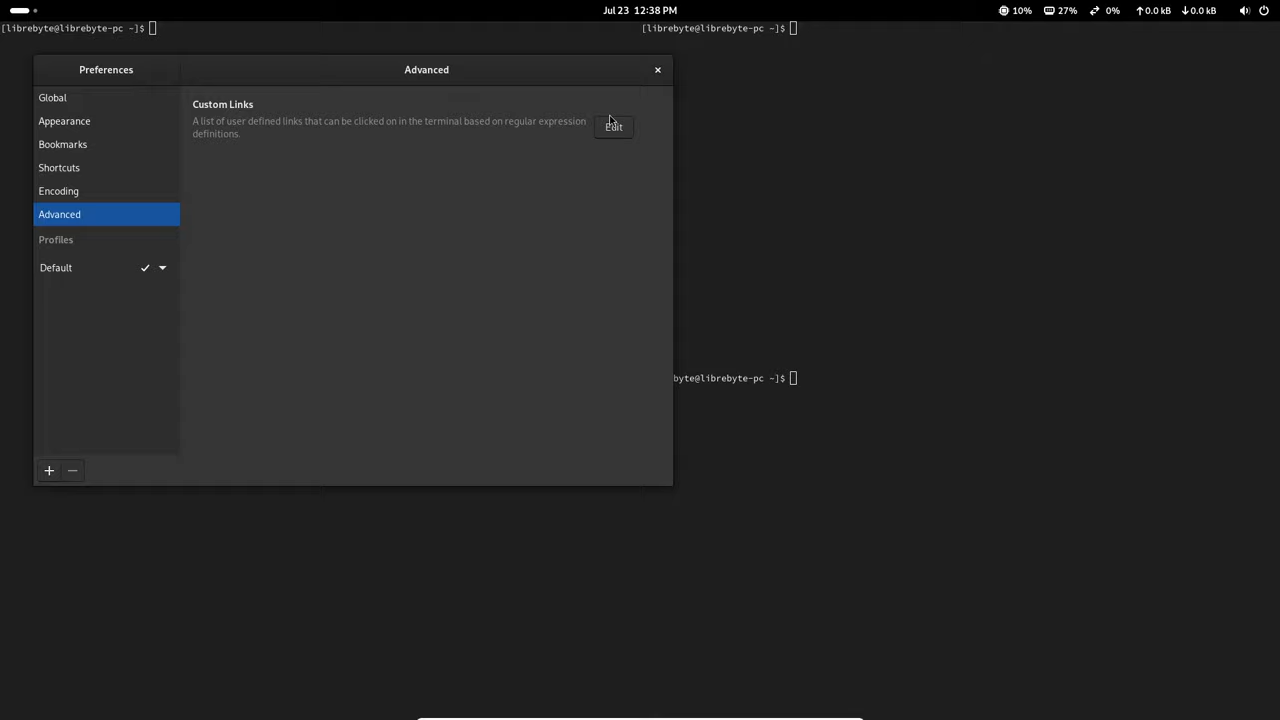 Jul 23 12:38 PM
10% 27% 0% 0.0 kB 0.0 kB
[librebyte@librebyte-pc ~]$
[librebyte@librebyte-pc ~]$
Preferences
Advanced
Global
Appearance
Bookmarks
Shortcuts
Encoding
Advanced
Profiles
Default
Custom Links
A list of user defined links that can be clicked on in the terminal based on regular expression
definitions.
Edit
byte@librebyte-pc ~]$